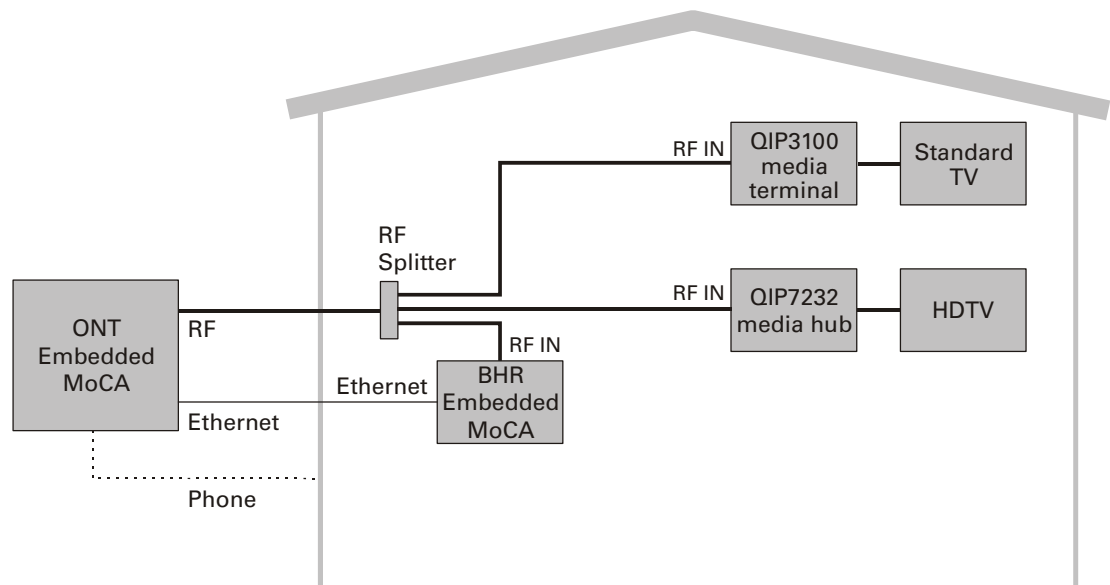 RF IN
QIP3100
media
terminal
Standard
TV
RF
Splitter
RF IN
QIP7232
media hub
HDTV
ONT
Embedded
MoCA
RF
RF IN
Ethernet
BHR
Embedded
MoCA
Ethernet
Phone